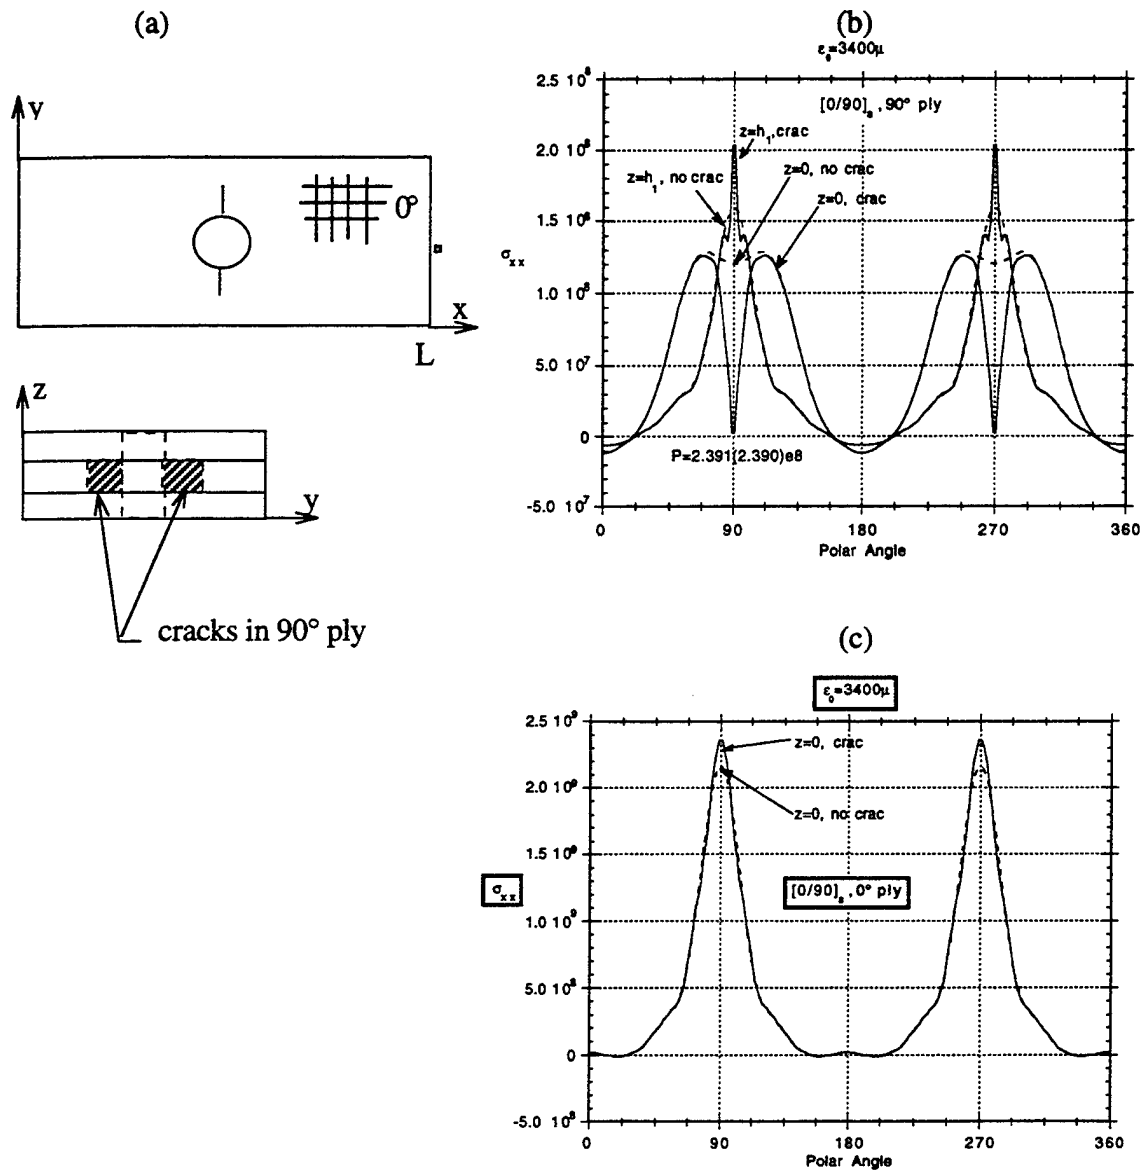 (a)
y
0°
x
L
z
y
cracks in 90° ply
(b)
ε₀=3400μ
2.5 10⁸
2.0 10⁸
1.5 10⁸
1.0 10⁸
5.0 10⁷
0
-5.0 10⁷
σₓₓ
[0/90]ₛ, 90° ply
z=h₁, crac
z=h₁, no crac
z=0, no crac
z=0, crac
P=2.391(2.390)e8
0 90 180 270 360
Polar Angle
(c)
ε₀=3400μ
2.5 10⁹
2.0 10⁹
1.5 10⁹
1.0 10⁹
5.0 10⁸
0
-5.0 10⁸
σₓₓ
z=0, crac
z=0, no crac
[0/90]ₛ, 0° ply
0 90 180 270 360
Polar Angle